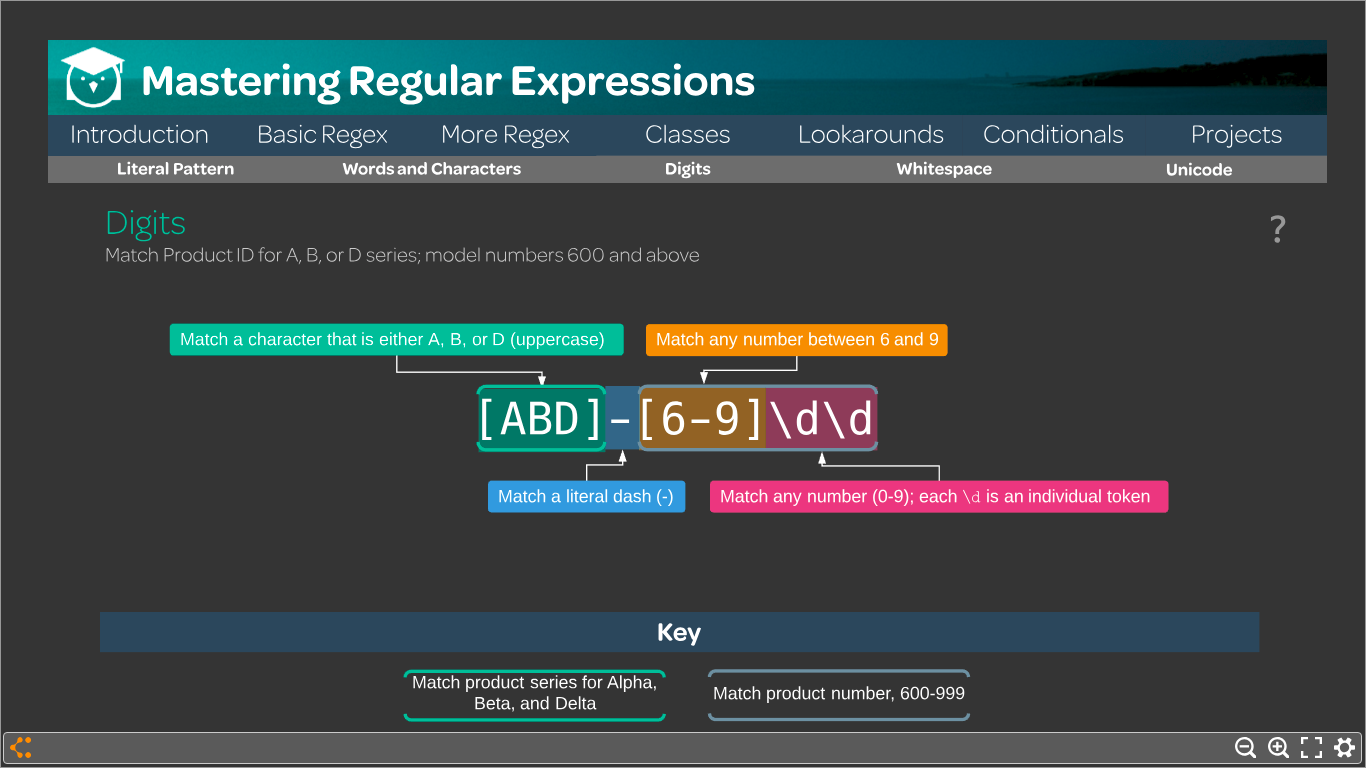 Mastering Regular Expressions
Introduction Basic Regex More Regex Classes Lookarounds Conditionals Projects
Literal Pattern Words and Characters Digits Whitespace Unicode
Digits
?
Match Product ID for A, B, or D series; model numbers 600 and above
Match a character that is either A, B, or D (uppercase) Match any number between 6 and 9
[ABD]-[6-9]\d\d
Match a literal dash (-) Match any number (0-9); each \d is an individual token
Key
Match product series for Alpha,
Beta, and Delta
Match product number, 600-999